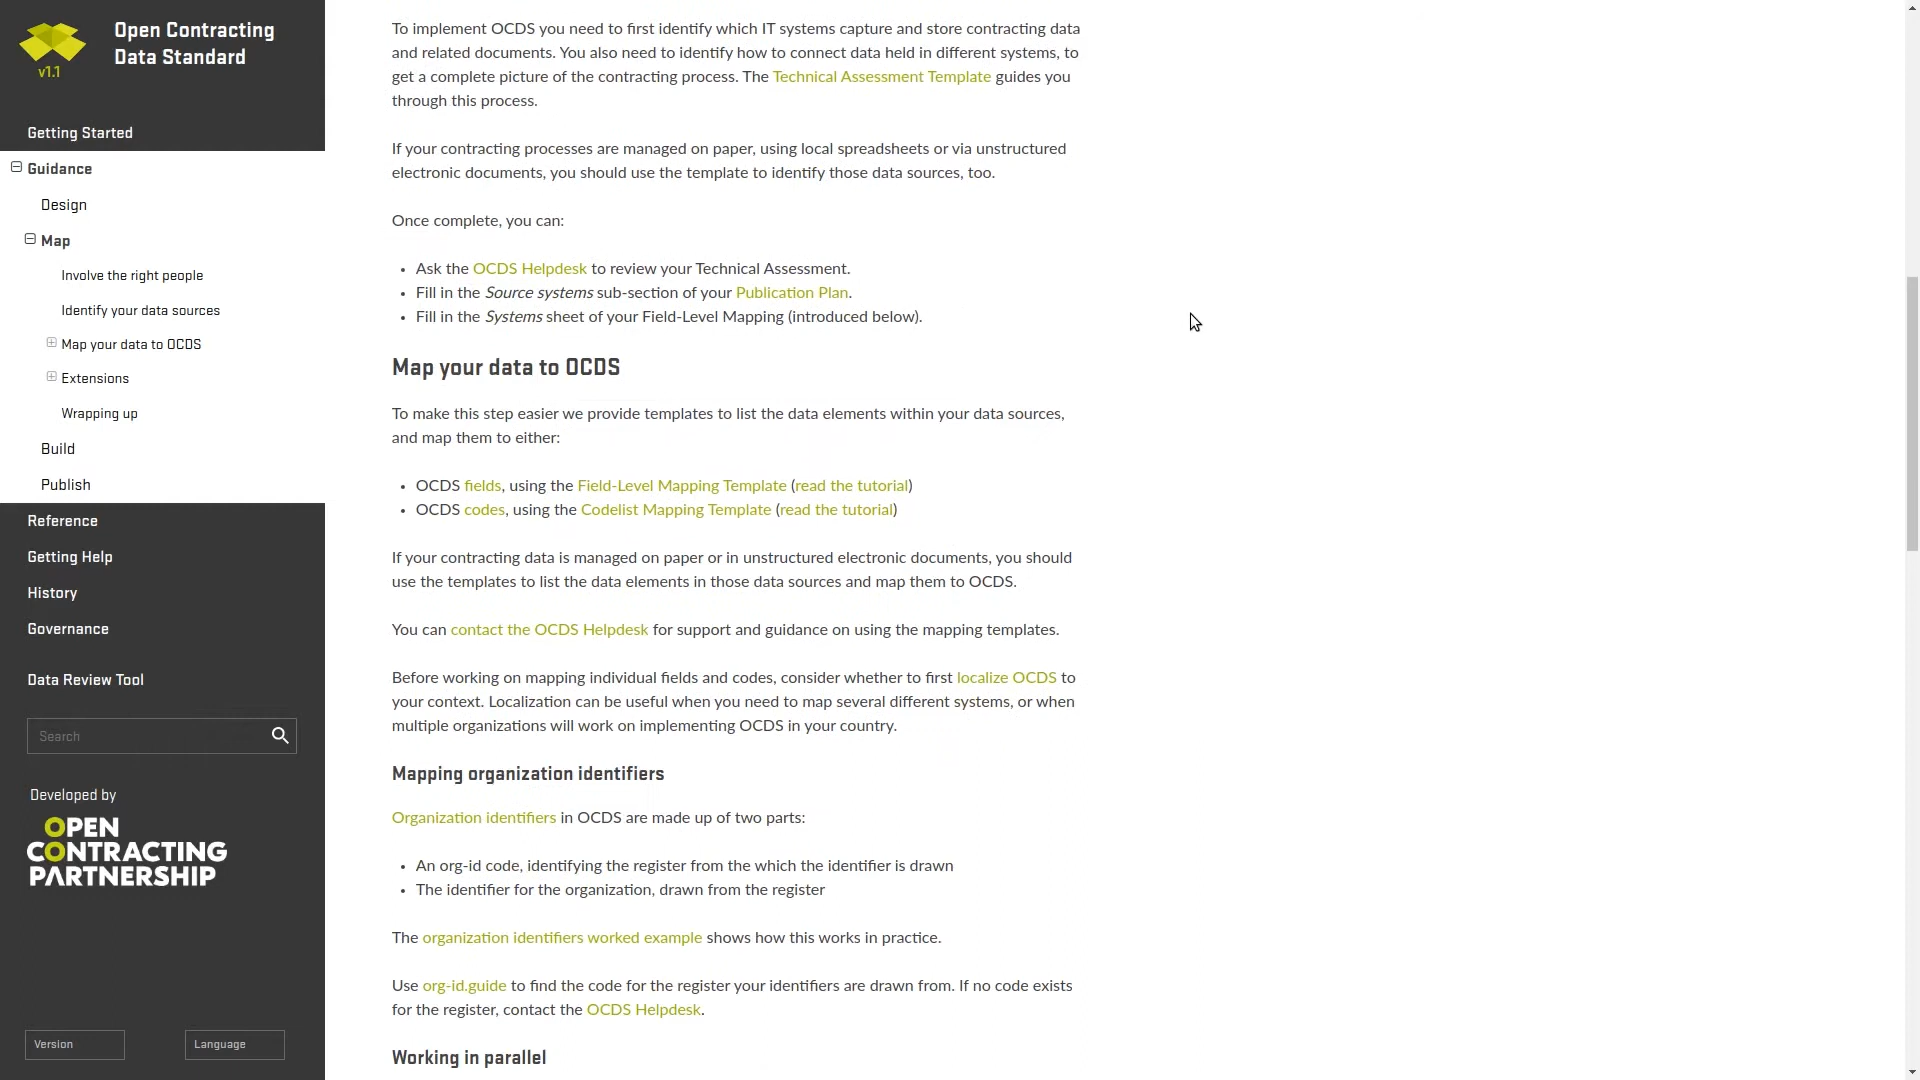 Open Contracting
Data Standard
v1.1
Getting Started
Guidance
Design
Map
Involve the right people
Identify your data sources
Map your data to OCDS
Extensions
Wrapping up
Build
Publish
Reference
Getting Help
History
Governance
Data Review Tool
Search
Developed by
OPEN
CONTRACTING
PARTNERSHIP
Version
Language
To implement OCDS you need to first identify which IT systems capture and store contracting data
and related documents. You also need to identify how to connect data held in different systems, to
get a complete picture of the contracting process. The Technical Assessment Template guides you
through this process.
If your contracting processes are managed on paper, using local spreadsheets or via unstructured
electronic documents, you should use the template to identify those data sources, too.
Once complete, you can:
• Ask the OCDS Helpdesk to review your Technical Assessment.
• Fill in the Source systems sub-section of your Publication Plan.
• Fill in the Systems sheet of your Field-Level Mapping (introduced below).
Map your data to OCDS
To make this step easier we provide templates to list the data elements within your data sources,
and map them to either:
• OCDS fields, using the Field-Level Mapping Template (read the tutorial)
• OCDS codes, using the Codelist Mapping Template (read the tutorial)
If your contracting data is managed on paper or in unstructured electronic documents, you should
use the templates to list the data elements in those data sources and map them to OCDS.
You can contact the OCDS Helpdesk for support and guidance on using the mapping templates.
Before working on mapping individual fields and codes, consider whether to first localize OCDS to
your context. Localization can be useful when you need to map several different systems, or when
multiple organizations will work on implementing OCDS in your country.
Mapping organization identifiers
Organization identifiers in OCDS are made up of two parts:
• An org-id code, identifying the register from the which the identifier is drawn
• The identifier for the organization, drawn from the register
The organization identifiers worked example shows how this works in practice.
Use org-id.guide to find the code for the register your identifiers are drawn from. If no code exists
for the register, contact the OCDS Helpdesk.
Working in parallel